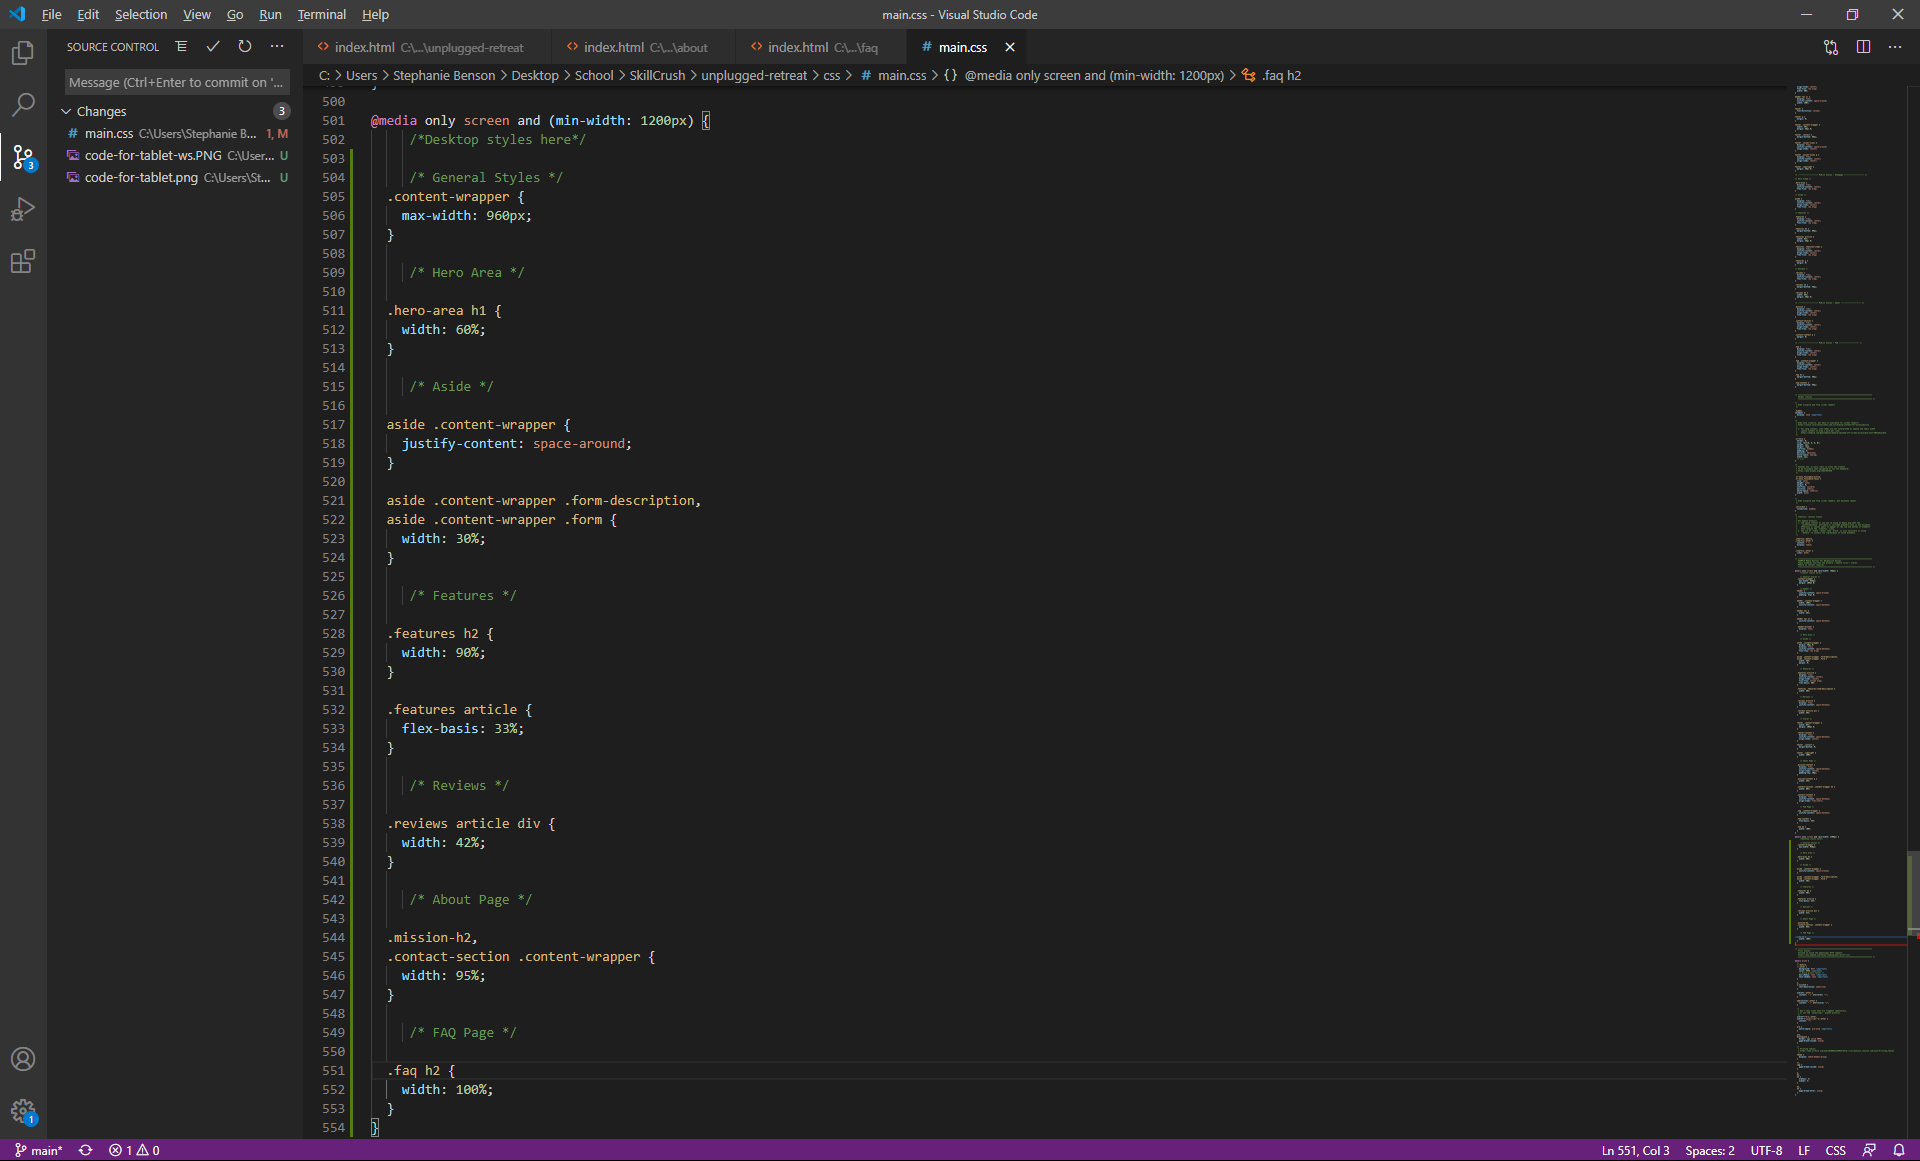 File Edit Selection View Go Run Terminal Help
main.css - Visual Studio Code
SOURCE CONTROL
Message (Ctrl+Enter to commit on '...
Changes 3
# main.css C:\Users\Stephanie B... 1, M
code-for-tablet-ws.PNG C:\User... U
code-for-tablet.png C:\Users\St... U
3
1
index.html C:\...\unplugged-retreat
index.html C:\...\about
index.html C:\...\faq
# main.css
C: > Users > Stephanie Benson > Desktop > School > SkillCrush > unplugged-retreat > css > # main.css > {} @media only screen and (min-width: 1200px) > .faq h2
500
501 @media only screen and (min-width: 1200px) {
502 /*Desktop styles here*/
503
504 /* General Styles */
505 .content-wrapper {
506 max-width: 960px;
507 }
508
509 /* Hero Area */
510
511 .hero-area h1 {
512 width: 60%;
513 }
514
515 /* Aside */
516
517 aside .content-wrapper {
518 justify-content: space-around;
519 }
520
521 aside .content-wrapper .form-description,
522 aside .content-wrapper .form {
523 width: 30%;
524 }
525
526 /* Features */
527
528 .features h2 {
529 width: 90%;
530 }
531
532 .features article {
533 flex-basis: 33%;
534 }
535
536 /* Reviews */
537
538 .reviews article div {
539 width: 42%;
540 }
541
542 /* About Page */
543
544 .mission-h2,
545 .contact-section .content-wrapper {
546 width: 95%;
547 }
548
549 /* FAQ Page */
550
551 .faq h2 {
552 width: 100%;
553 }
554 }
main* 1 0
Ln 551, Col 3 Spaces: 2 UTF-8 LF CSS